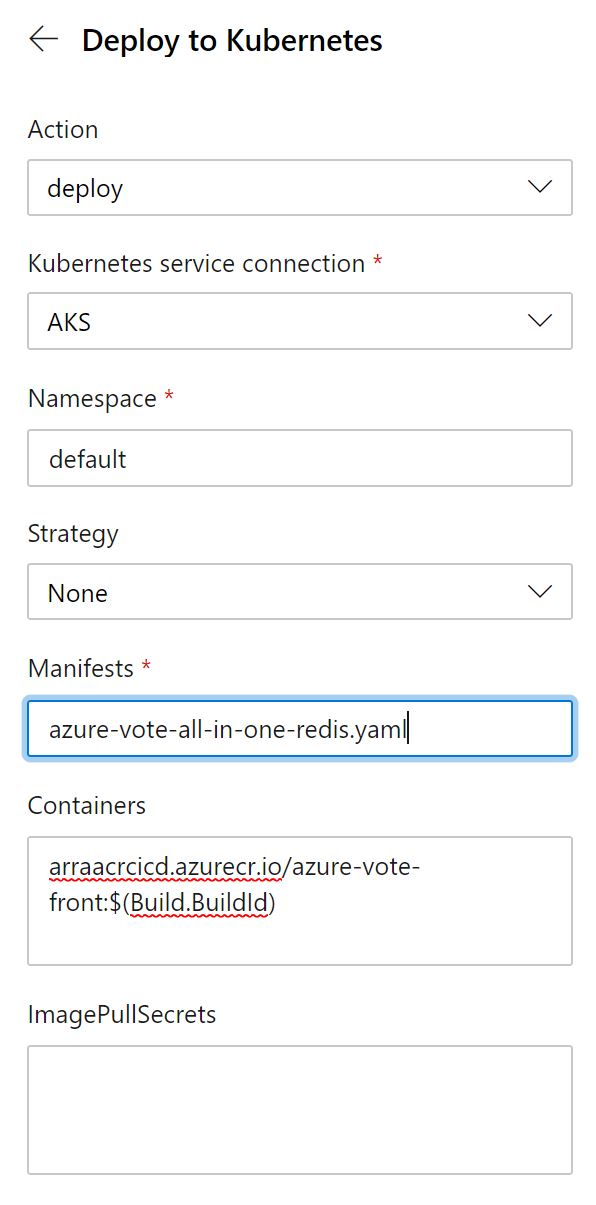 Deploy to Kubernetes
Action
deploy
Kubernetes service connection *
AKS
Namespace *
default
Strategy
None
Manifests *
azure-vote-all-in-one-redis.yaml
Containers
arraacrcicd.azurecr.io/azure-vote-
front:$(Build.BuildId)
ImagePullSecrets